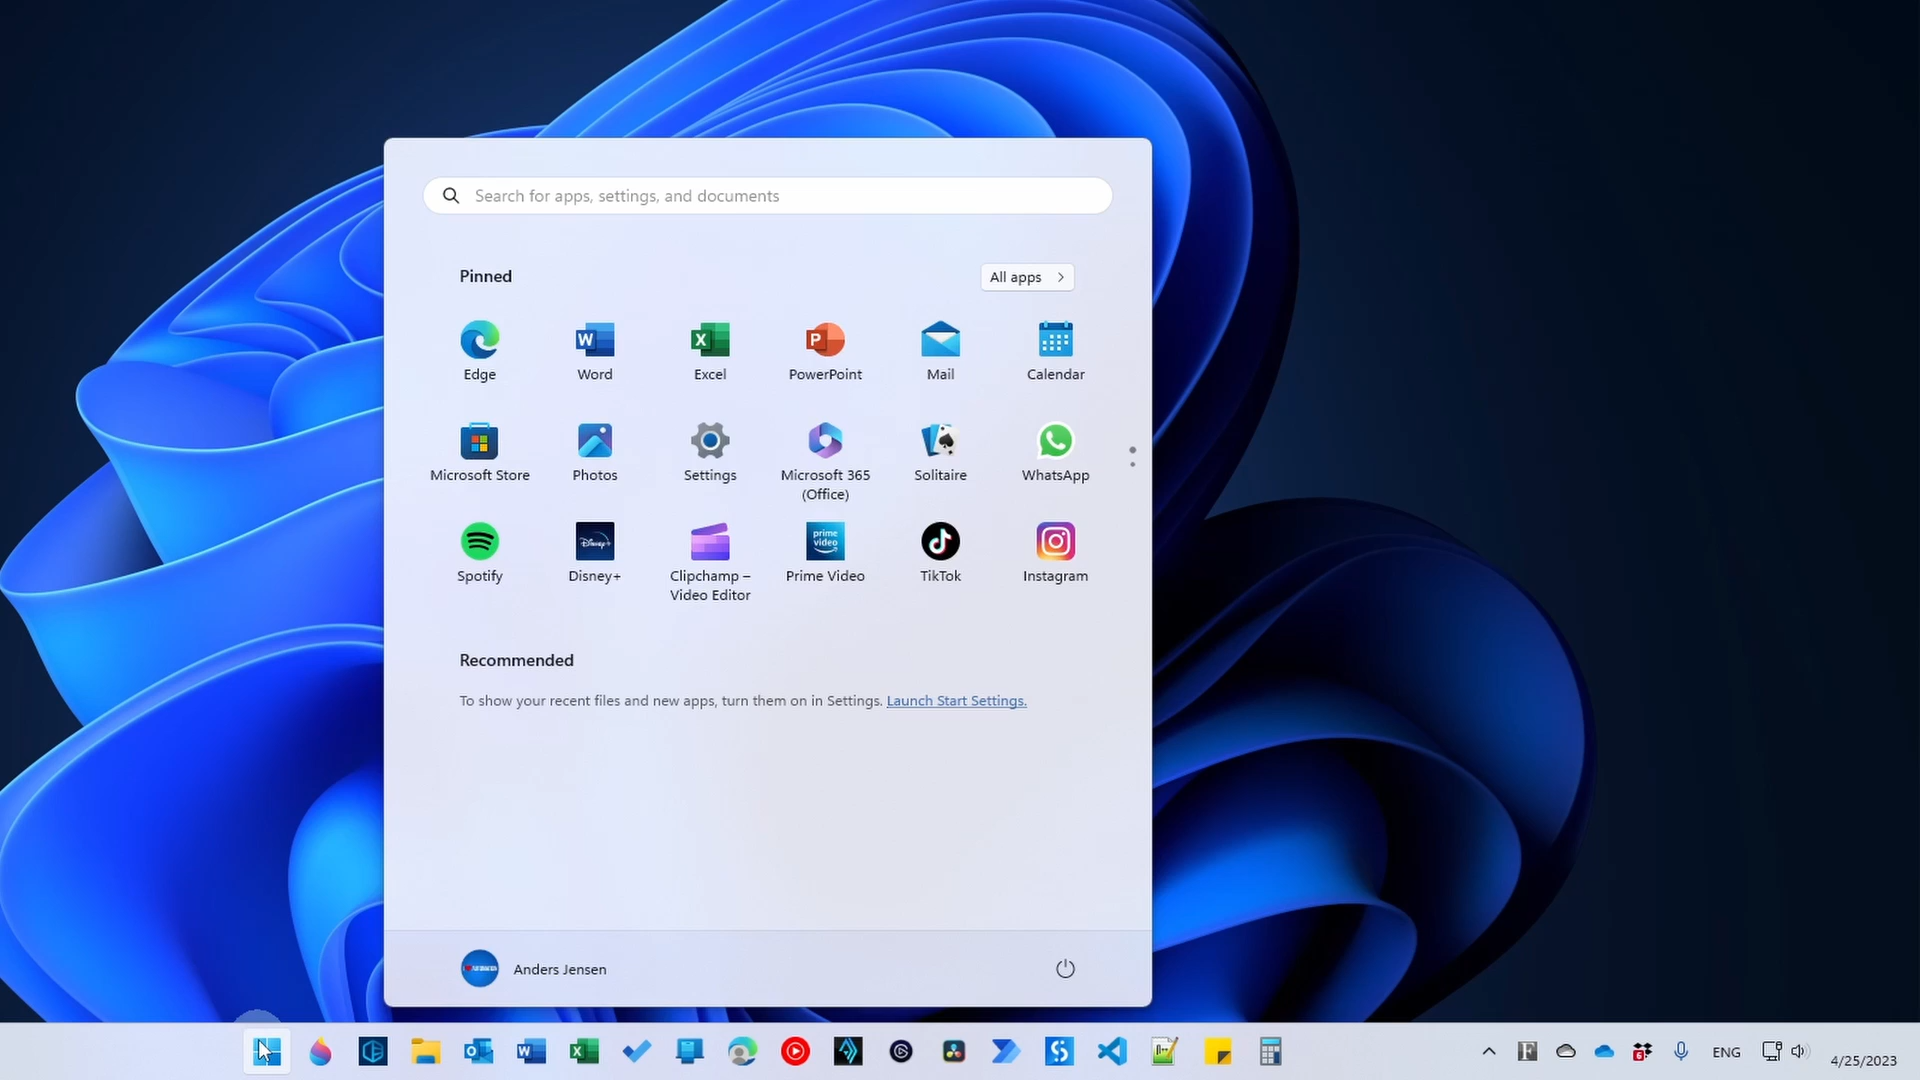 Search for apps, settings, and documents
Pinned
All apps
Edge
Word
Excel
PowerPoint
Mail
Calendar
Microsoft Store
Photos
Settings
Microsoft 365
(Office)
Solitaire
WhatsApp
Spotify
Disney+
Clipchamp –
Video Editor
prime
video
Prime Video
TikTok
Instagram
Recommended
To show your recent files and new apps, turn them on in Settings. Launch Start Settings.
Anders Jensen
ENG
4/25/2023